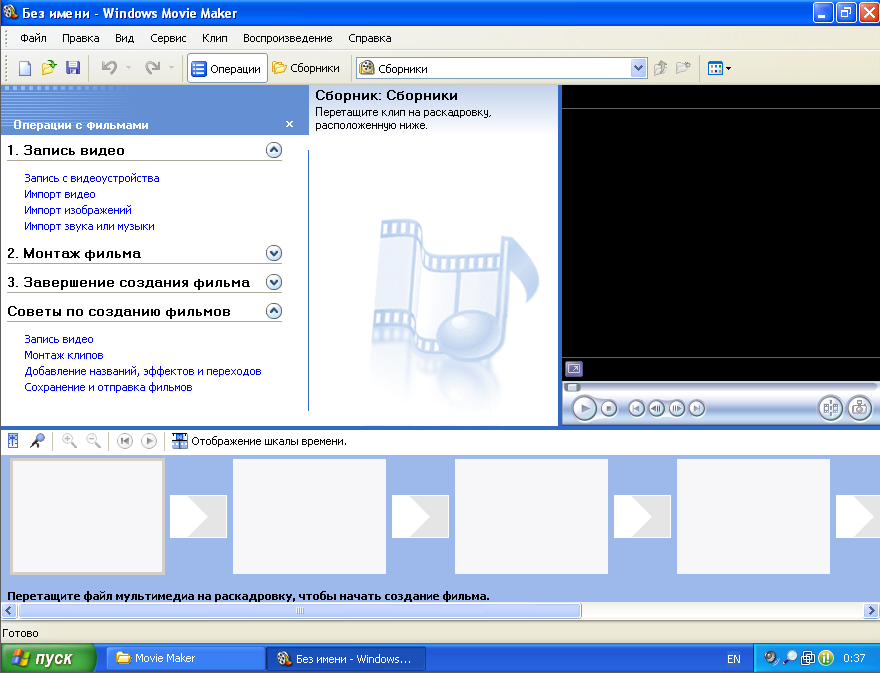 Без имени - Windows Movie Maker
Файл Правка Вид Сервис Клип Воспроизведение Справка
Операции Сборники Сборники
Операции с фильмами
1. Запись видео
Запись с видеоустройства
Импорт видео
Импорт изображений
Импорт звука или музыки
2. Монтаж фильма
3. Завершение создания фильма
Советы по созданию фильмов
Запись видео
Монтаж клипов
Добавление названий, эффектов и переходов
Сохранение и отправка фильмов
Сборник: Сборники
Перетащите клип на раскадровку,
расположенную ниже.
Отображение шкалы времени.
Перетащите файл мультимедиа на раскадровку, чтобы начать создание фильма.
Готово
пуск Movie Maker Без имени - Windows... EN 0:37